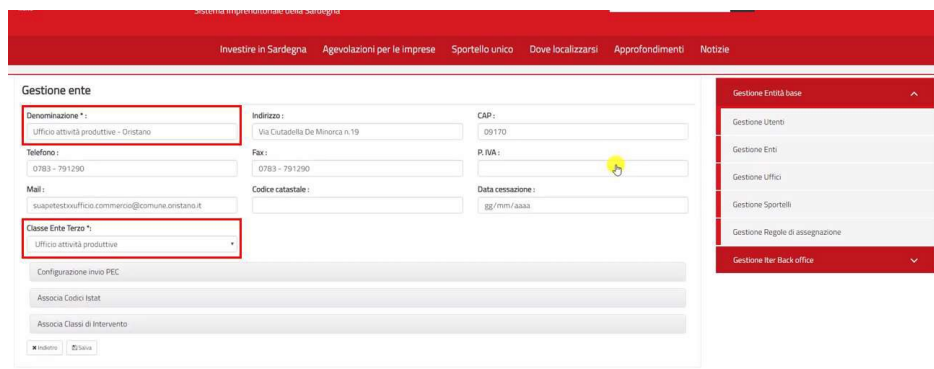 Sistema Imprenditoriale della Sardegna
Investire in Sardegna Agevolazioni per le imprese Sportello unico Dove localizzarsi Approfondimenti Notizie
Gestione ente
Denominazione * : Indirizzo : CAP :
Ufficio attività produttive - Oristano Via Ciutadella De Minorca n.19 09170
Telefono : Fax : P. IVA :
0783 - 791290 0783 - 791290
Mail : Codice catastale : Data cessazione :
suapetestxxufficio.commercio@comune.oristano.it gg/mm/aaaa
Classe Ente Terzo *:
Ufficio attività produttive
Configurazione invio PEC
Associa Codici Istat
Associa Classi di Intervento
Indietro Salva
Gestione Entità base
Gestione Utenti
Gestione Enti
Gestione Uffici
Gestione Sportelli
Gestione Regole di assegnazione
Gestione Iter Back office